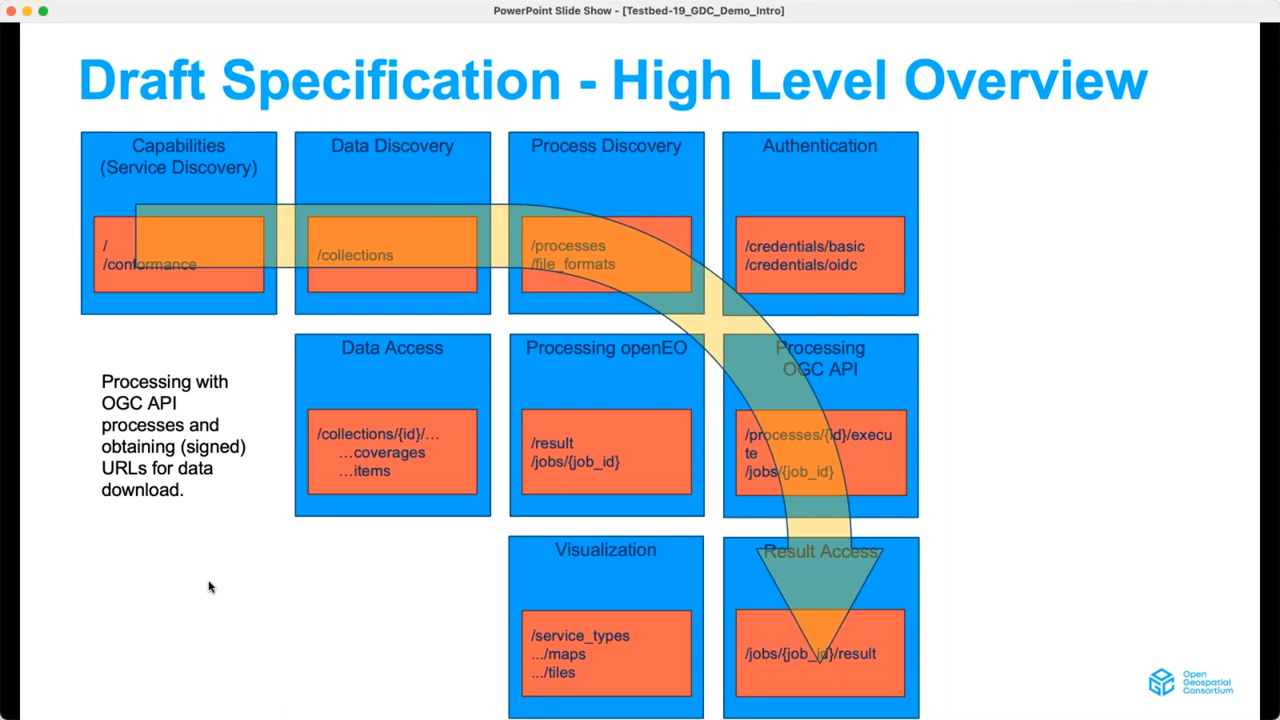 PowerPoint Slide Show - [Testbed-19_GDC_Demo_Intro]
Draft Specification - High Level Overview
Capabilities
(Service Discovery)
/
/conformance
Data Discovery
/collections
Process Discovery
/processes
/file_formats
Authentication
/credentials/basic
/credentials/oidc
Processing with
OGC API
processes and
obtaining (signed)
URLs for data
download.
Data Access
/collections/{id}/…
…coverages
…items
Processing openEO
/result
/jobs/{job_id}
Processing
OGC API
/processes/{id}/execu
te
/jobs/{job_id}
Visualization
/service_types
.../maps
.../tiles
Result Access
/jobs/{job_id}/result
Open
Geospatial
Consortium